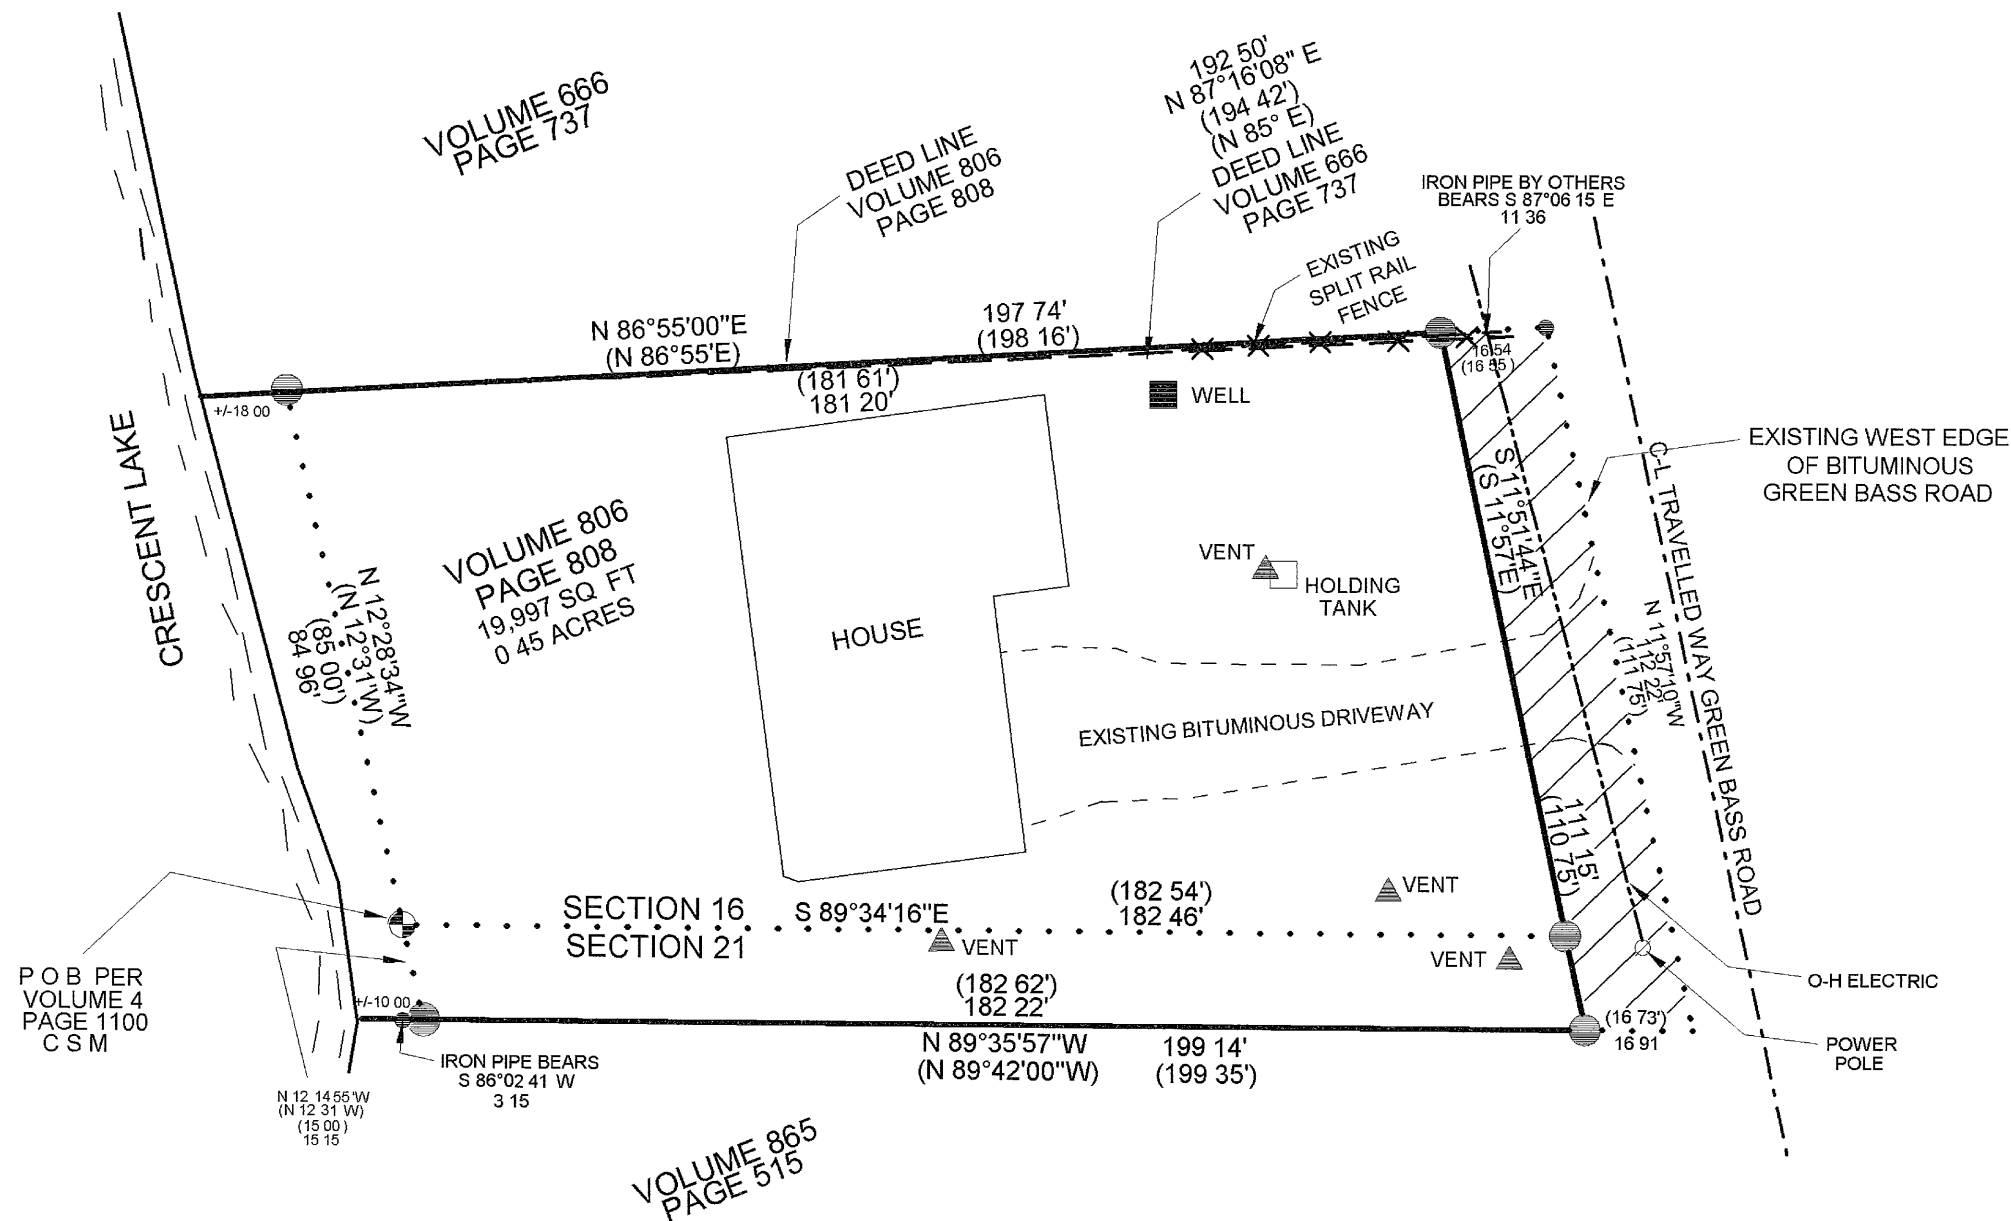 VOLUME 666
PAGE 737
DEED LINE
VOLUME 806
PAGE 808
192 50'
N 87°16'08" E
(194 42')
(N 85° E)
DEED LINE
VOLUME 666
PAGE 737
IRON PIPE BY OTHERS
BEARS S 87°06 15 E
11 36
EXISTING
SPLIT RAIL
FENCE
N 86°55'00"E
(N 86°55'E)
197 74'
(198 16')
(181 61')
181 20'
+/-18 00
16 54
(16 55 )
WELL
CRESCENT LAKE
VOLUME 806
PAGE 808
19,997 SQ FT
0 45 ACRES
N 12°28'34"W
(N 12°31'W)
(85 00')
84 96'
HOUSE
VENT
HOLDING
TANK
S 11°51'44"E
(S 11°57'E)
EXISTING WEST EDGE
OF BITUMINOUS
GREEN BASS ROAD
C-L TRAVELLED WAY GREEN BASS ROAD
N 11°57'10"W
112 22'
(111 75')
EXISTING BITUMINOUS DRIVEWAY
111 15'
(110 75')
SECTION 16
SECTION 21
S 89°34'16"E
(182 54')
182 46'
VENT
VENT
VENT
P O B PER
VOLUME 4
PAGE 1100
C S M
+/-10 00
(182 62')
182 22'
N 89°35'57"W
(N 89°42'00"W)
199 14'
(199 35')
(16 73')
16 91
O-H ELECTRIC
POWER
POLE
IRON PIPE BEARS
S 86°02 41 W
3 15
N 12 14 55 'W
(N 12 31 W)
(15 00 )
15 15
VOLUME 865
PAGE 515